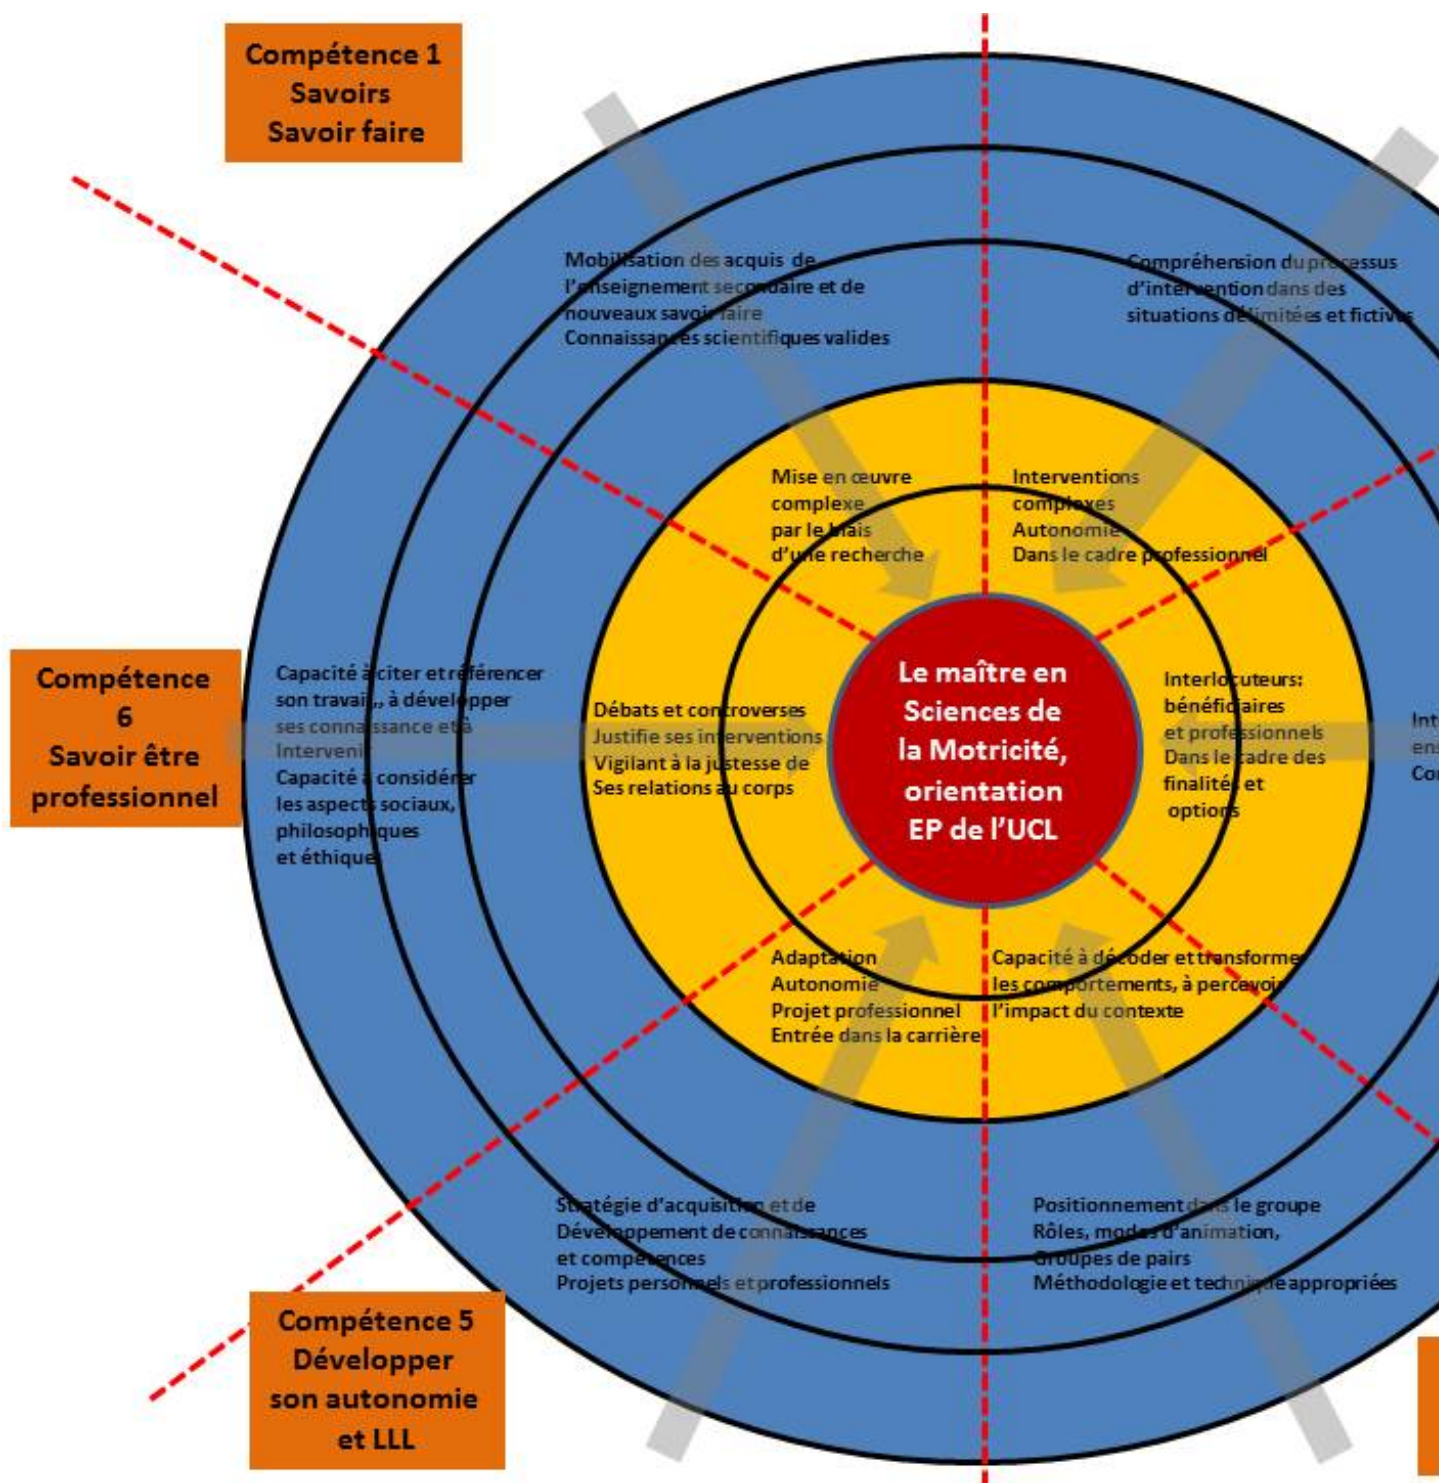 Compétence 1
Savoirs
Savoir faire
Mobilisation des acquis de
l'enseignement secondaire et de
nouveaux savoir faire
Connaissances scientifiques valides
Compréhension du processus
d'intervention dans des
situations délimitées et fictives
Mise en œuvre
complexe
par le biais
d'une recherche
Interventions
complexes
Autonomie
Dans le cadre professionnel
Compétence
6
Savoir être
professionnel
Capacité à citer et référencer
son travail,, à développer
ses connaissance et à
Intervenir
Capacité à considérer
les aspects sociaux,
philosophiques
et éthiques
Débats et controverses
Justifie ses interventions
Vigilant à la justesse de
Ses relations au corps
Le maître en
Sciences de
la Motricité,
orientation
EP de l'UCL
Interlocuteurs:
bénéficiaires
et professionnels
Dans le cadre des
finalités et
options
Adaptation
Autonomie
Projet professionnel
Entrée dans la carrière
Capacité à décoder et transformer
les comportements, à percevoir
l'impact du contexte
Stratégie d'acquisition et de
Développement de connaissances
et compétences
Projets personnels et professionnels
Positionnement dans le groupe
Rôles, modes d'animation,
Groupes de pairs
Méthodologie et technique appropriées
Compétence 5
Développer
son autonomie
et LLL